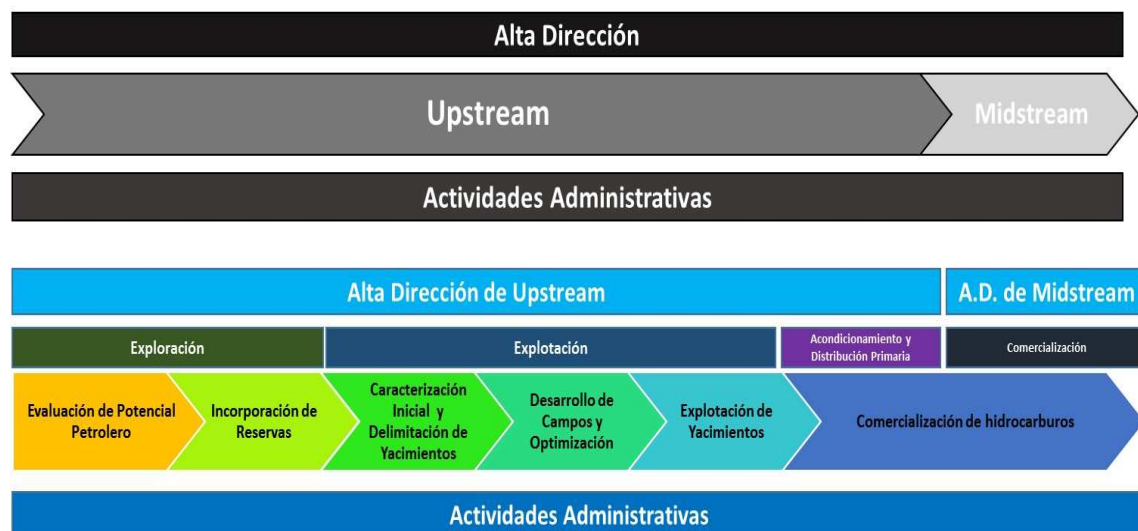 Alta Dirección
Upstream
Midstream
Actividades Administrativas
Alta Dirección de Upstream
A.D. de Midstream
Exploración
Explotación
Acondicionamiento y
Distribución Primaria
Comercialización
Evaluación de Potencial
Petrolero
Incorporación de
Reservas
Caracterización
Inicial y
Delimitación de
Yacimientos
Desarrollo de
Campos y
Optimización
Explotación de
Yacimientos
Comercialización de hidrocarburos
Actividades Administrativas